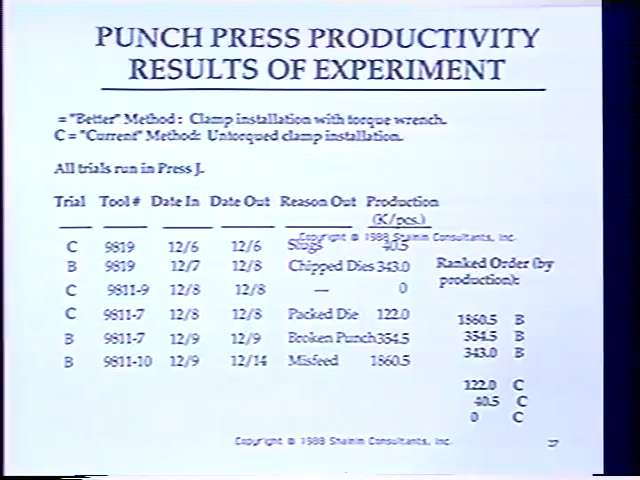 PUNCH PRESS PRODUCTIVITY
RESULTS OF EXPERIMENT
= "Better" Method: Clamp installation with torque wrench.
C = "Current" Method: Untorqued clamp installation.
All trials run in Press J.
Trial Tool # Date In Date Out Reason Out Production
(K/pcs.)
Copyright © 1988 Shainin Consultants, Inc.
C 9819 12/6 12/6 Slugs 40.5
B 9819 12/7 12/8 Chipped Dies 343.0
C 9811-9 12/8 12/8 — 0
C 9811-7 12/8 12/8 Packed Die 122.0
B 9811-7 12/9 12/9 Broken Punch 354.5
B 9811-10 12/9 12/14 Misfeed 1860.5
Ranked Order (by
production):
1860.5 B
354.5 B
343.0 B
122.0 C
40.5 C
0 C
Copyright © 1988 Shainin Consultants, Inc.